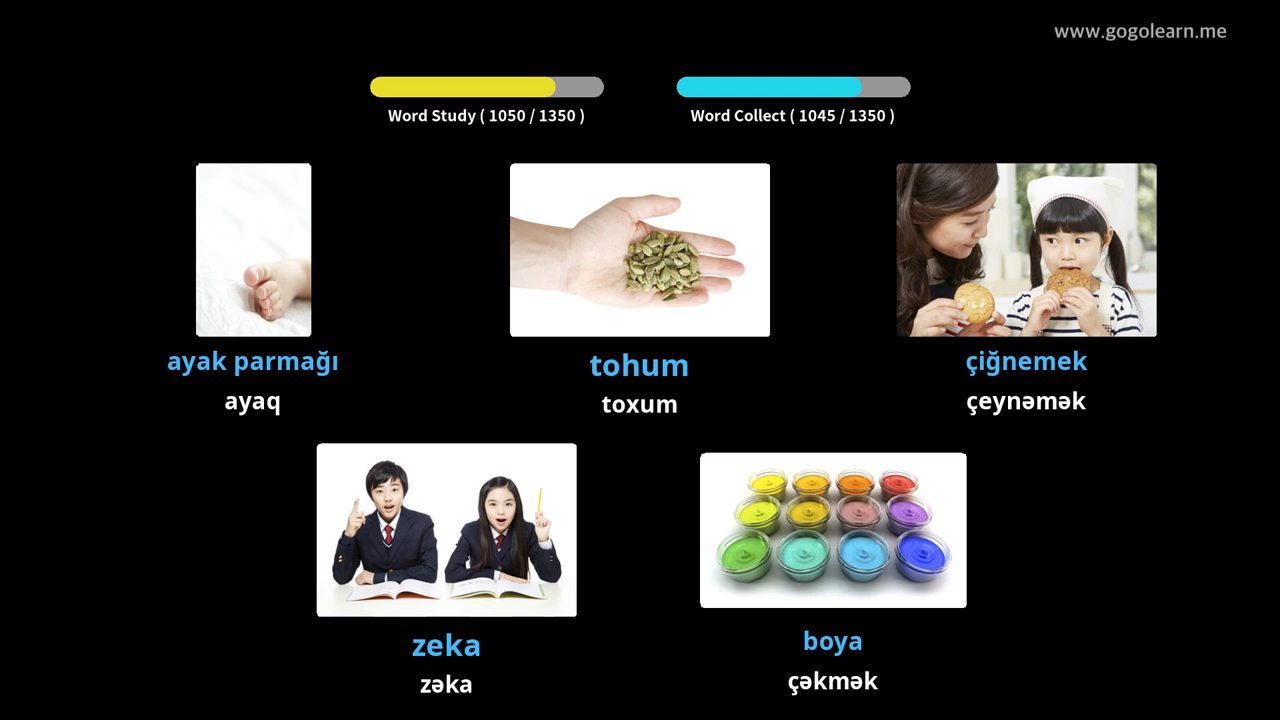 www.gogolearn.me
Word Study ( 1050 / 1350 )
Word Collect ( 1045 / 1350 )
ayak parmağı
ayaq
tohum
toxum
çiğnemek
çeynəmək
zeka
zəka
boya
çəkmək